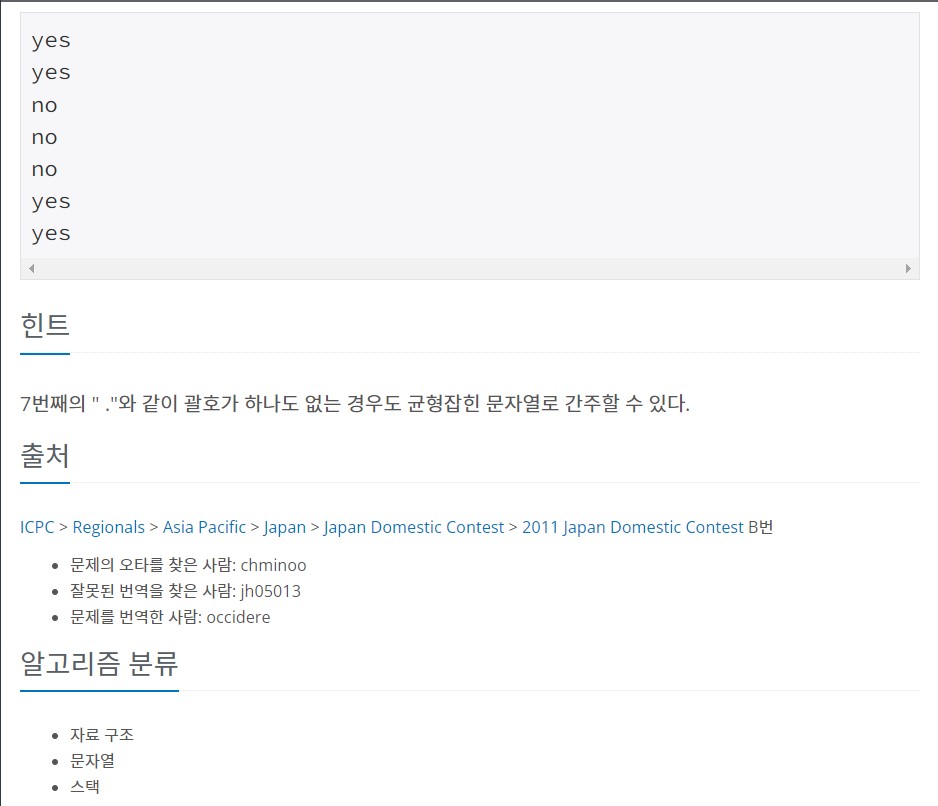 yes
yes
no
no
no
yes
yes
힌트
7번째의 " ."와 같이 괄호가 하나도 없는 경우도 균형잡힌 문자열로 간주할 수 있다.
출처
ICPC > Regionals > Asia Pacific > Japan > Japan Domestic Contest > 2011 Japan Domestic Contest B번
문제의 오타를 찾은 사람: chminoo
잘못된 번역을 찾은 사람: jh05013
문제를 번역한 사람: occidere
알고리즘 분류
자료 구조
문자열
스택